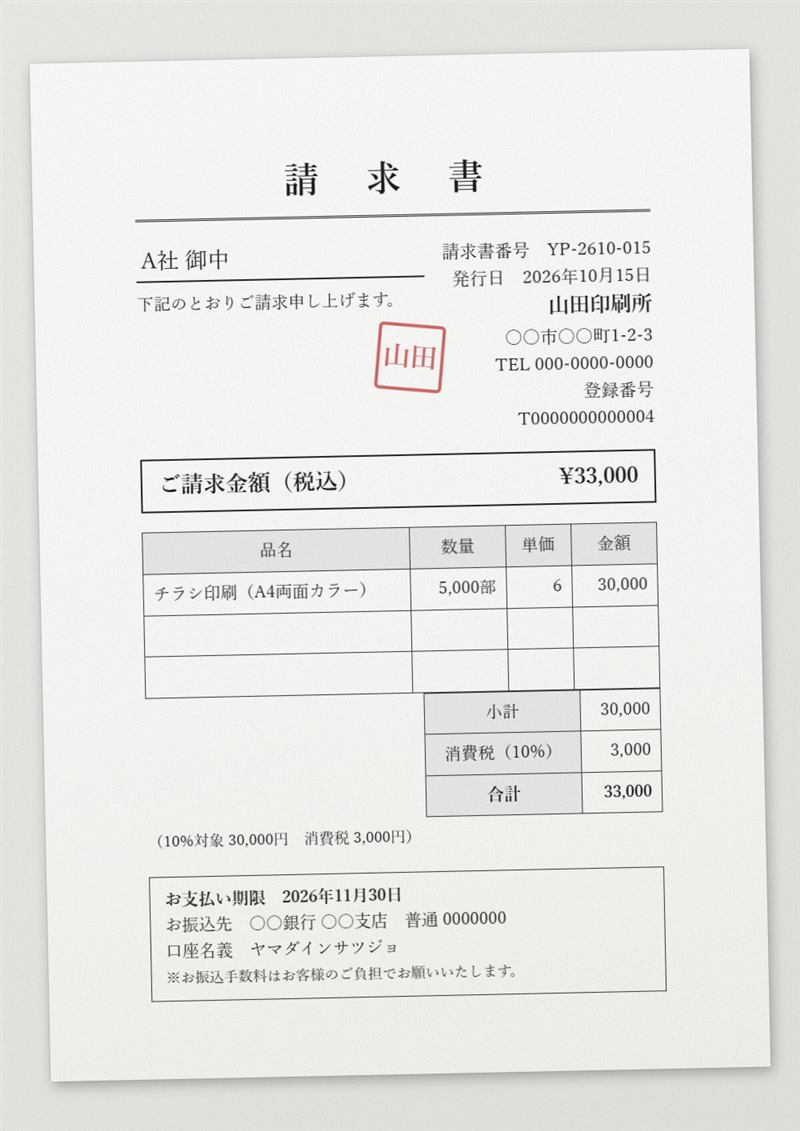 請 求 書
A社 御中
下記のとおりご請求申し上げます。
請求書番号 YP-2610-015
発行日 2026年10月15日
山田印刷所
〇〇市〇〇町1-2-3
TEL 000-0000-0000
登録番号
T0000000000004
山田
ご請求金額（税込） ¥33,000
品名 数量 単価 金額
チラシ印刷（A4両面カラー） 5,000部 6 30,000
小計 30,000
消費税（10%） 3,000
合計 33,000
（10%対象 30,000円 消費税 3,000円）
お支払い期限 2026年11月30日
お振込先 〇〇銀行 〇〇支店 普通 0000000
口座名義 ヤマダインサツジョ
※お振込手数料はお客様のご負担でお願いいたします。